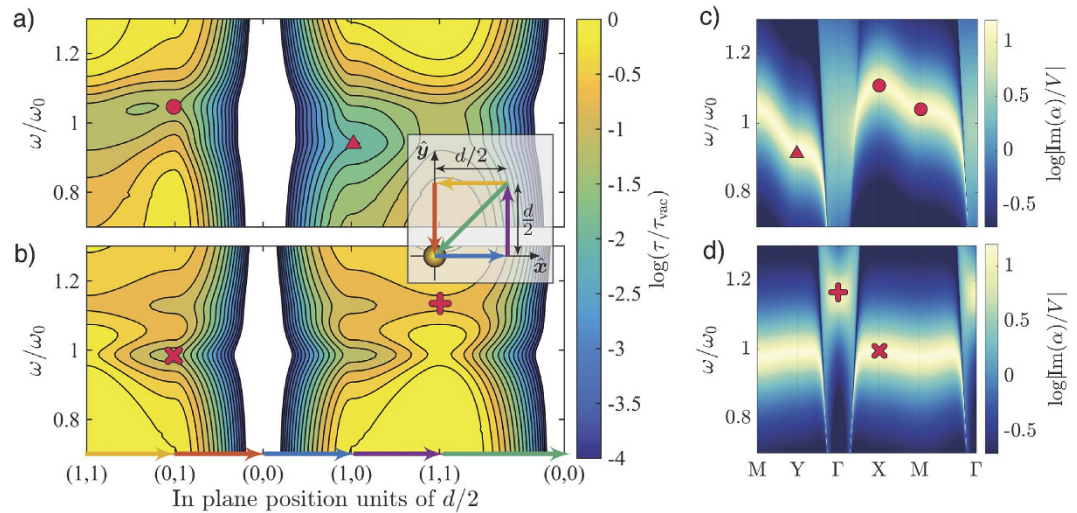 a)
1.2
1
0.8
ω/ω₀
b)
1.2
1
0.8
ω/ω₀
(1,1)
(0,1)
(0,0)
(1,0)
(1,1)
(0,0)
In plane position units of d/2
ŷ
d/2
d/2
x̂
0
-0.5
-1
-1.5
-2
-2.5
-3
-3.5
-4
log(τ/τvac)
c)
1.2
1
0.8
ω/ω₀
1
0.5
0
-0.5
log|Im(α)/V|
d)
1.2
1
0.8
ω/ω₀
M
Y
Γ
X
M
Γ
1
0.5
0
-0.5
log|Im(α)/V|